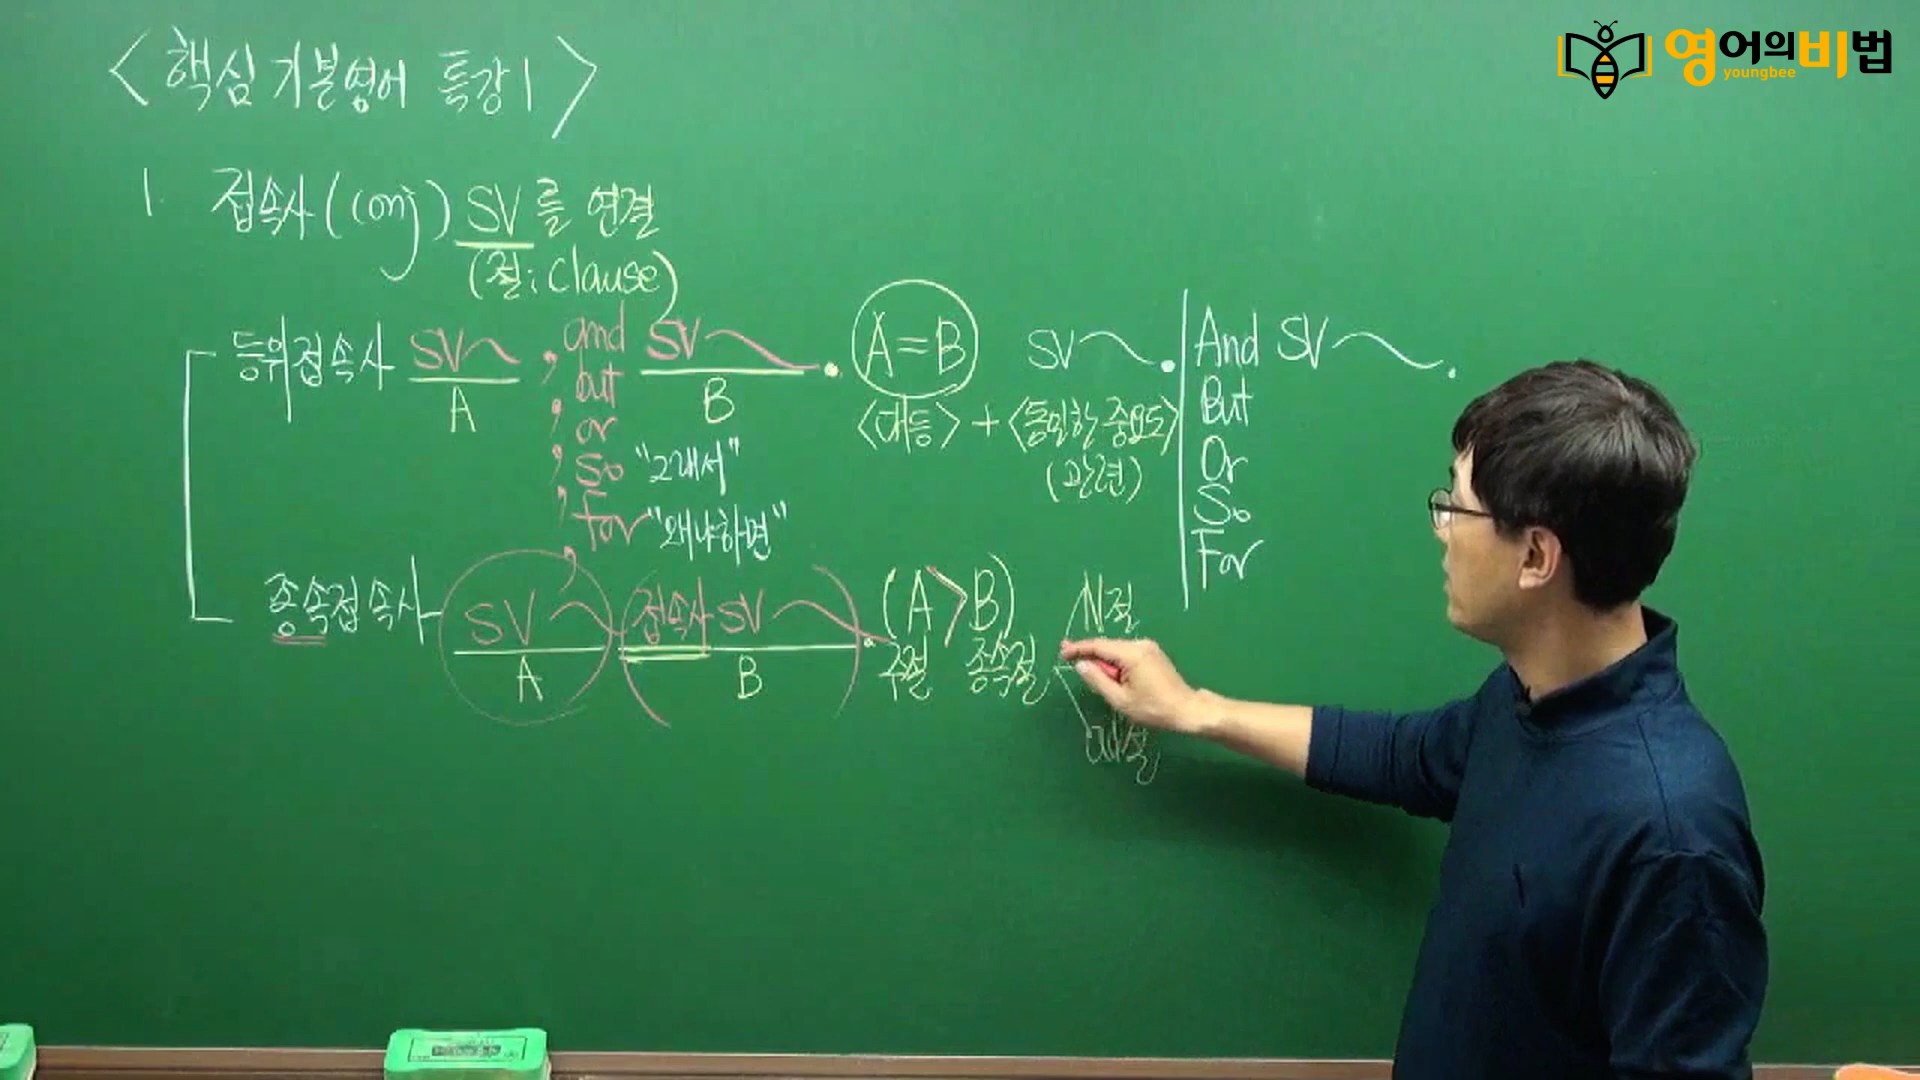 영어의비법
youngbee
<핵심 기본영어 특강1>
1. 접속사 (conj) SV를 연결
(절; Clause)
등위접속사 SV , and SV . A=B SV . And SV .
A , but B <대등> + <동일한 중요도> But
, or (관련) Or
, so "그래서" So
, for "왜냐하면" For
종속접속사 SV 접속사 SV . (A>B) N절
A B 주절 종속절
ad절